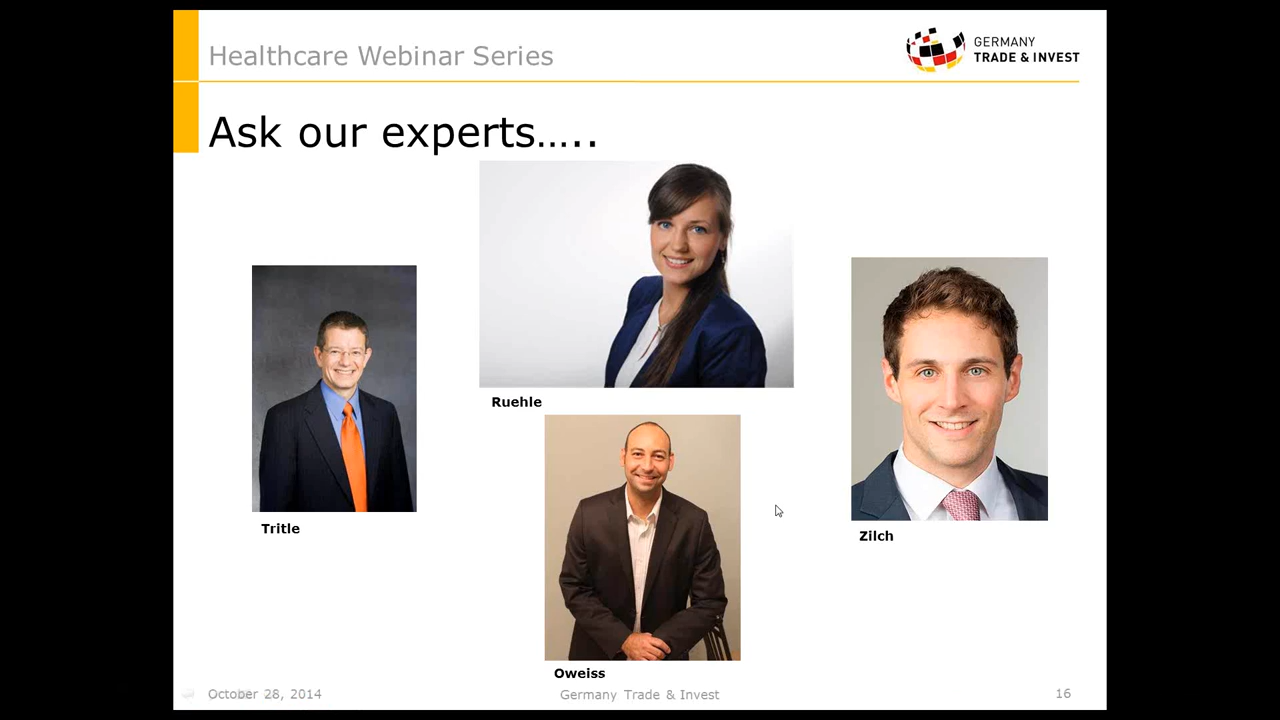 Healthcare Webinar Series
GERMANY
TRADE & INVEST
Ask our experts.....
Ruehle
Tritle
Zilch
Oweiss
October 28, 2014
Germany Trade & Invest
16